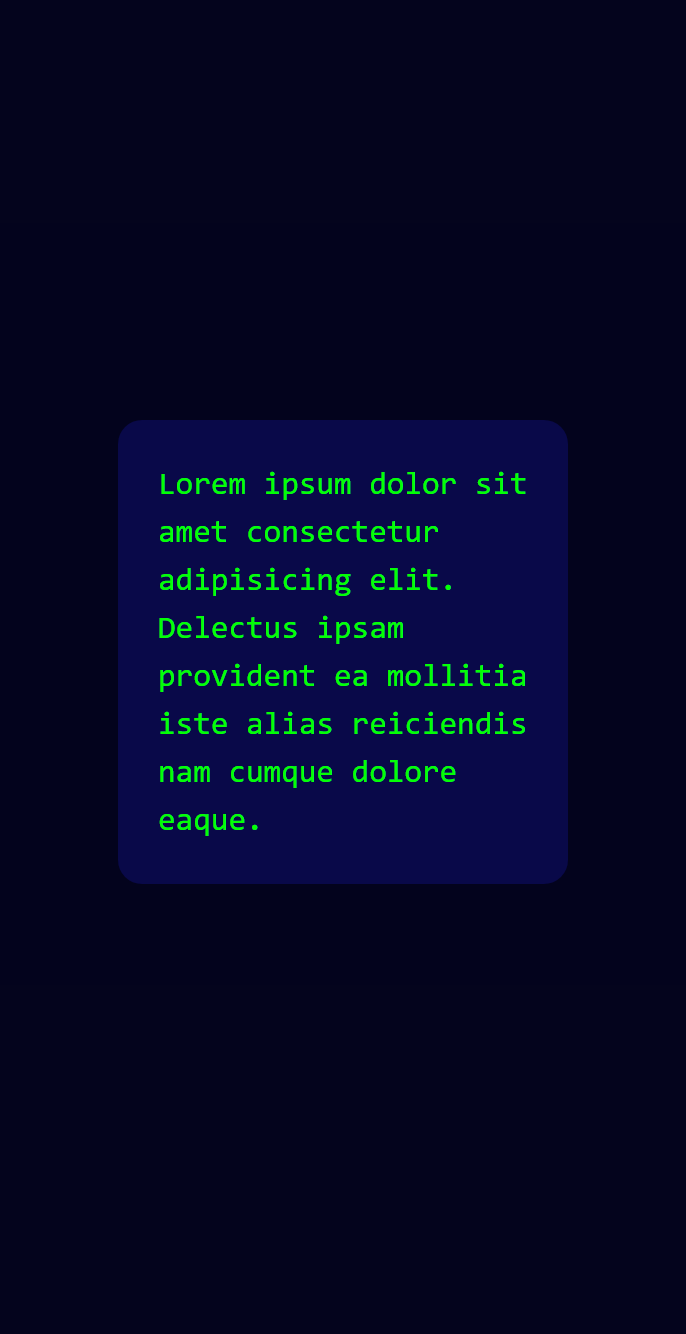 Lorem ipsum dolor sit
amet consectetur
adipisicing elit.
Delectus ipsam
provident ea mollitia
iste alias reiciendis
nam cumque dolore
eaque.